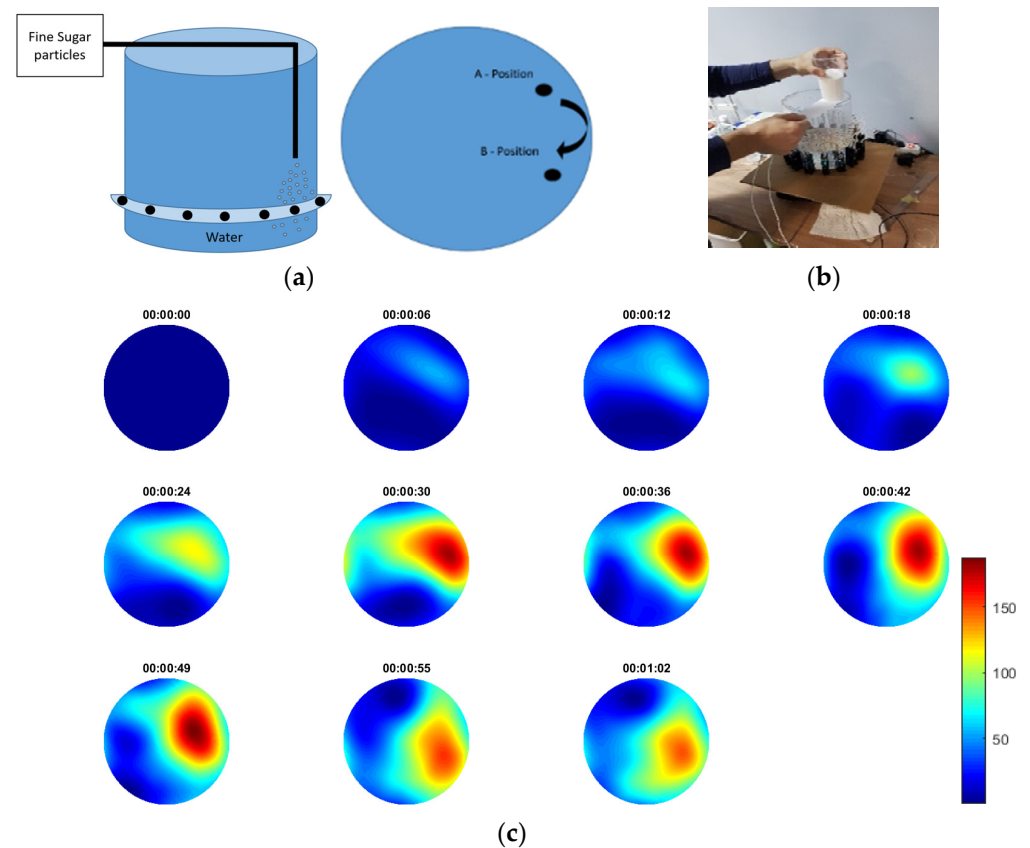 Fine Sugar
particles
Water
A - Position
B - Position
(a)
(b)
00:00:00
00:00:06
00:00:12
00:00:18
00:00:24
00:00:30
00:00:36
00:00:42
00:00:49
00:00:55
00:01:02
150
100
50
(c)